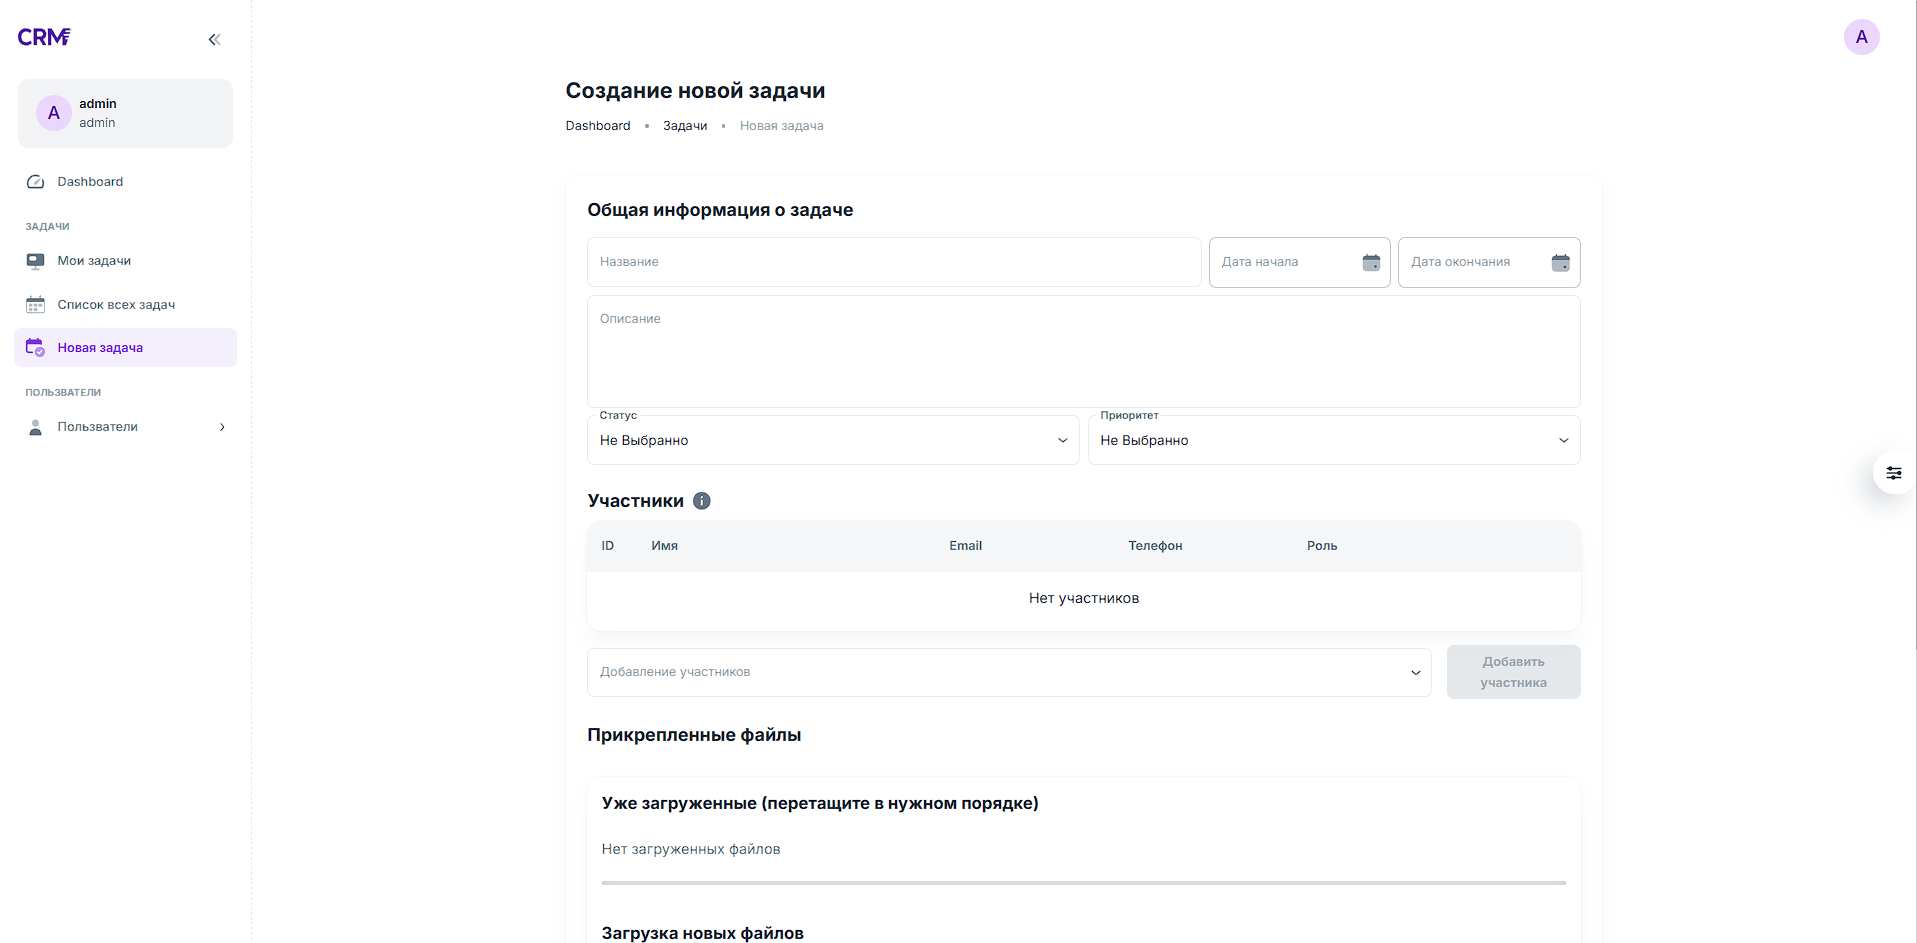 CRM
A
A
admin
admin
Dashboard
ЗАДАЧИ
Мои задачи
Список всех задач
Новая задача
ПОЛЬЗВАТЕЛИ
Пользватели
Создание новой задачи
Dashboard • Задачи • Новая задача
Общая информация о задаче
Название
Дата начала
Дата окончания
Описание
Статус
Не Выбранно
Приоритет
Не Выбранно
Участники
ID Имя Email Телефон Роль
Нет участников
Добавление участников
Добавить
участника
Прикрепленные файлы
Уже загруженные (перетащите в нужном порядке)
Нет загруженных файлов
Загрузка новых файлов